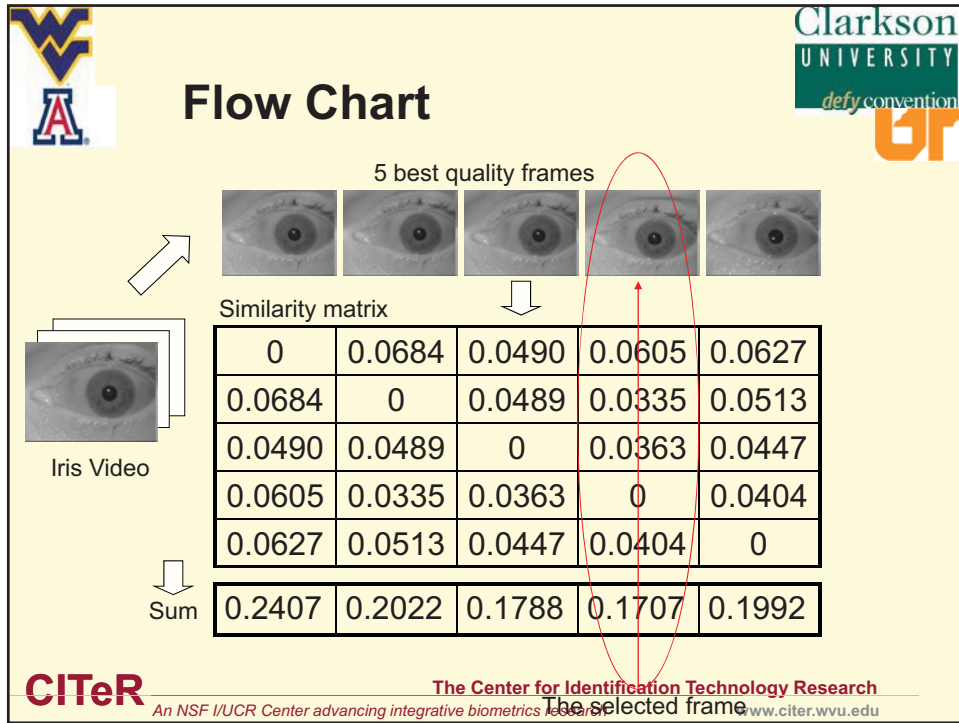 WV
A
Clarkson
UNIVERSITY
defy convention
UT
Flow Chart
5 best quality frames
Similarity matrix
0 0.0684 0.0490 0.0605 0.0627
0.0684 0 0.0489 0.0335 0.0513
0.0490 0.0489 0 0.0363 0.0447
0.0605 0.0335 0.0363 0 0.0404
0.0627 0.0513 0.0447 0.0404 0
Iris Video
Sum 0.2407 0.2022 0.1788 0.1707 0.1992
CITeR
The Center for Identification Technology Research
An NSF I/UCR Center advancing integrative biometrics research
The selected frame
www.citer.wvu.edu